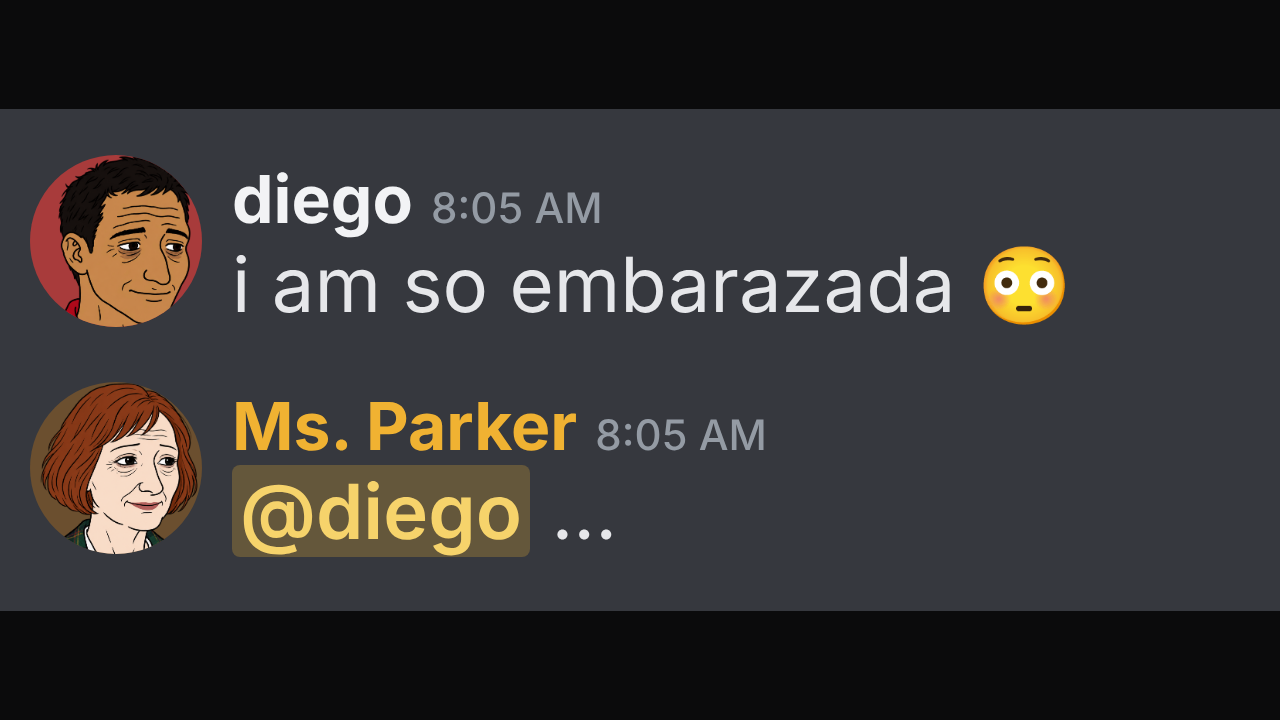 diego 8:05 AM
i am so embarazada 😳
Ms. Parker 8:05 AM
@diego ...